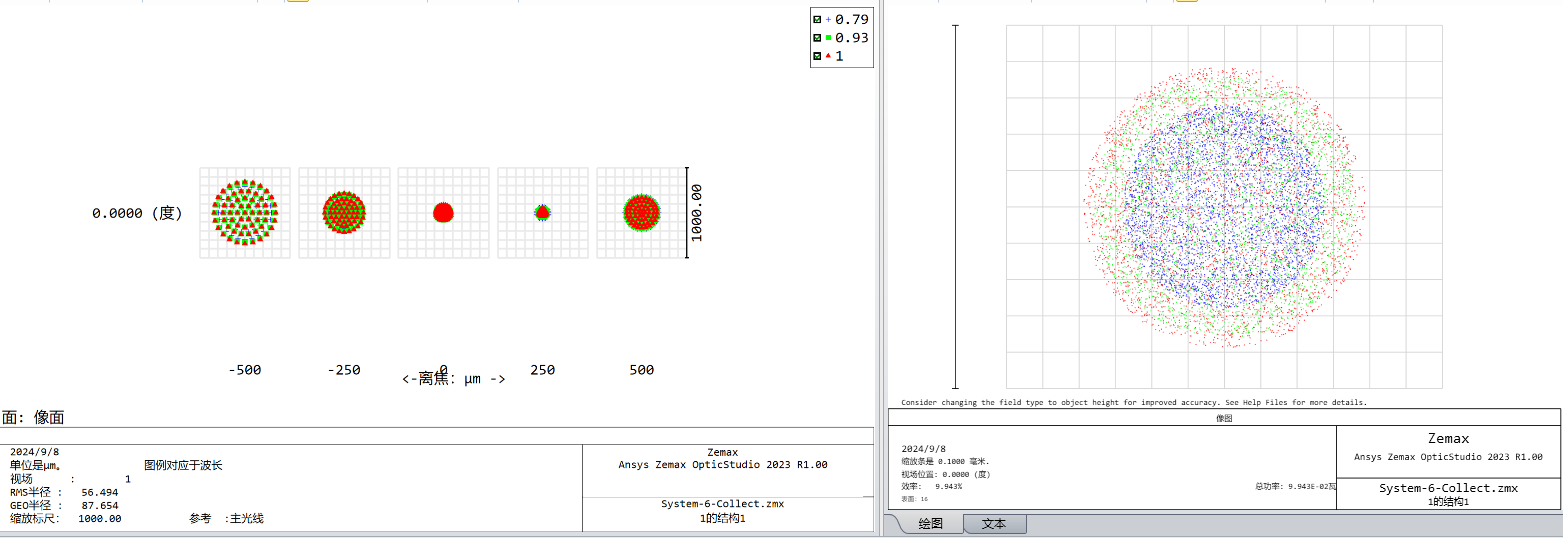 0.79
0.93
1
0.0000 (度)
1000.00
-500 -250 0 250 500
<-离焦: μm ->
面: 像面
2024/9/8
单位是μm。 图例对应于波长
视场 : 1
RMS半径 : 56.494
GEO半径 : 87.654
缩放标尺: 1000.00 参考 :主光线
Zemax
Ansys Zemax OpticStudio 2023 R1.00
System-6-Collect.zmx
1的结构1
Consider changing the field type to object height for improved accuracy. See Help Files for more details.
像图
2024/9/8
缩放条是 0.1000 毫米.
视场位置: 0.0000 (度)
效率: 9.943% 总功率: 9.943E-02瓦
表面: 16
Zemax
Ansys Zemax OpticStudio 2023 R1.00
System-6-Collect.zmx
1的结构1
绘图 文本